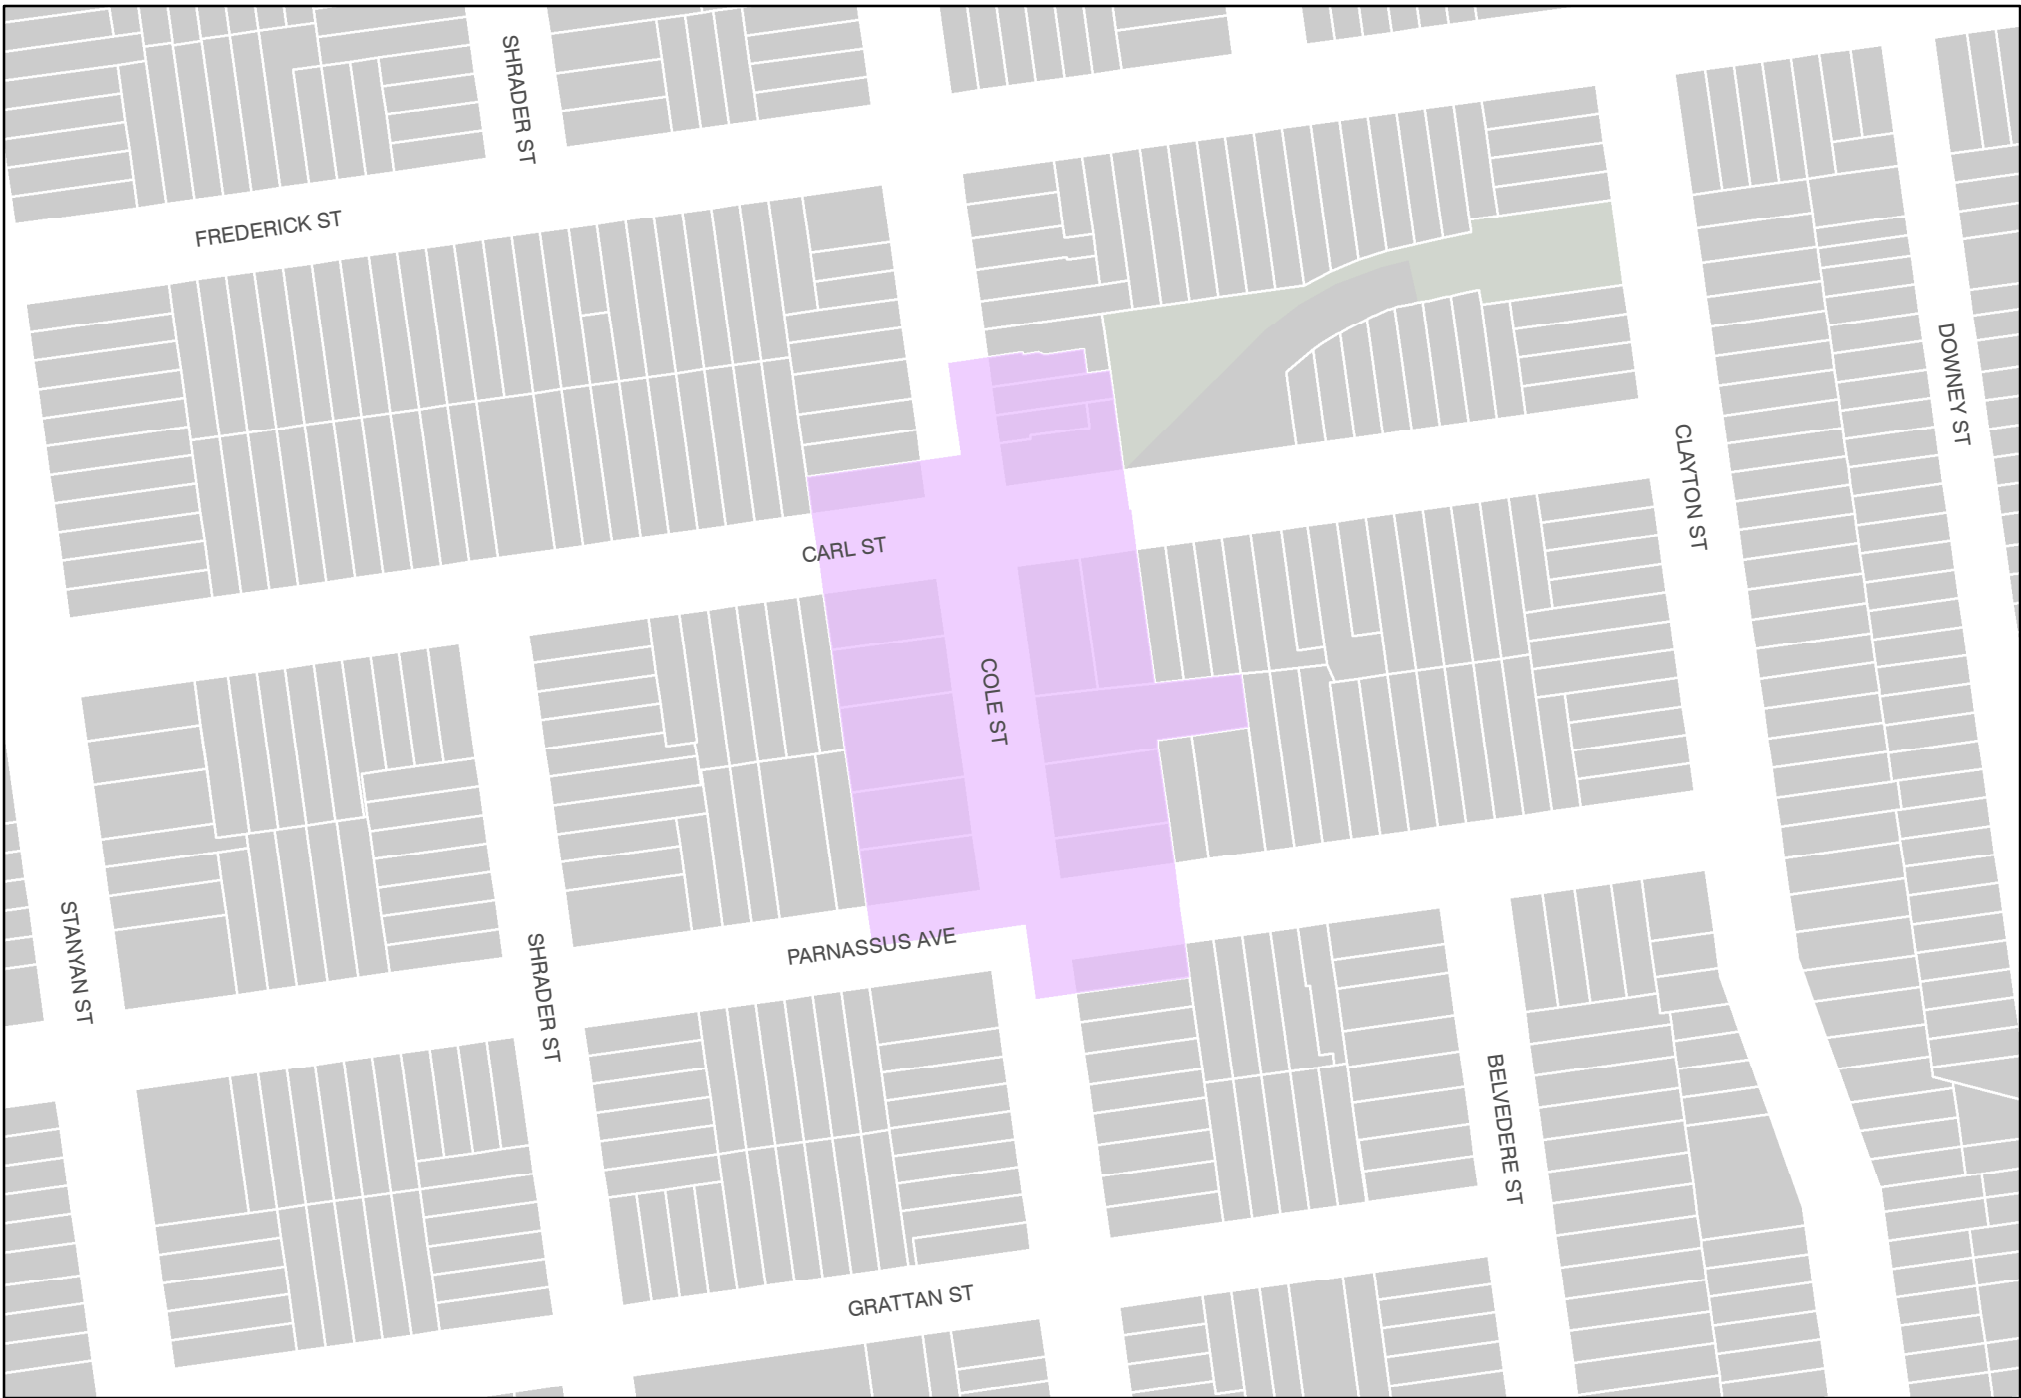 SHRADER ST
FREDERICK ST
DOWNEY ST
CLAYTON ST
CARL ST
COLE ST
STANYAN ST
SHRADER ST
PARNASSUS AVE
BELVEDERE ST
GRATTAN ST